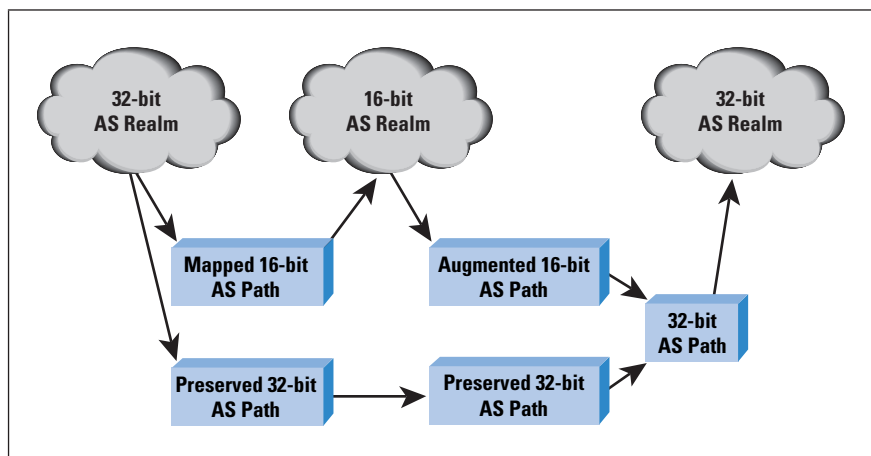 32-bit
AS Realm
16-bit
AS Realm
32-bit
AS Realm
Mapped 16-bit
AS Path
Augmented 16-bit
AS Path
32-bit
AS Path
Preserved 32-bit
AS Path
Preserved 32-bit
AS Path